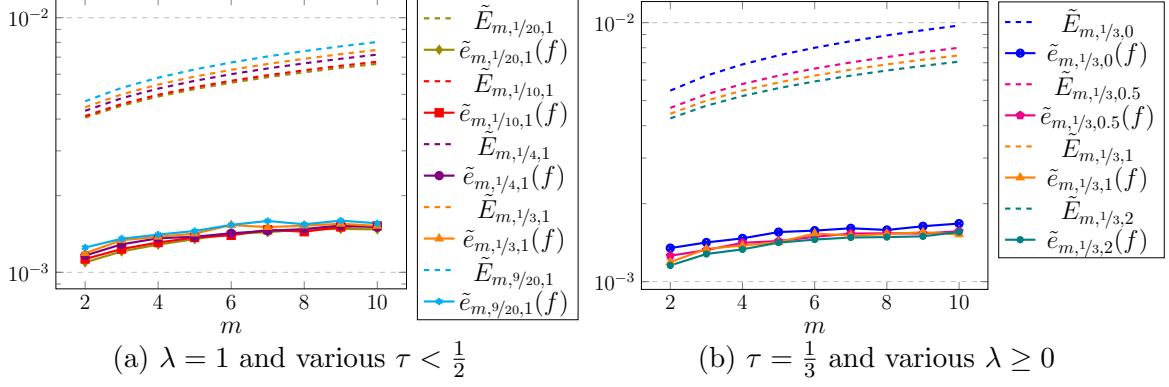 10⁻²
10⁻³
2 4 6 8 10
m
Ẽ_{m,1/20,1}
ẽ_{m,1/20,1}(f)
Ẽ_{m,1/10,1}
ẽ_{m,1/10,1}(f)
Ẽ_{m,1/4,1}
ẽ_{m,1/4,1}(f)
Ẽ_{m,1/3,1}
ẽ_{m,1/3,1}(f)
Ẽ_{m,9/20,1}
ẽ_{m,9/20,1}(f)
(a) λ = 1 and various τ < 1/2
10⁻²
10⁻³
2 4 6 8 10
m
Ẽ_{m,1/3,0}
ẽ_{m,1/3,0}(f)
Ẽ_{m,1/3,0.5}
ẽ_{m,1/3,0.5}(f)
Ẽ_{m,1/3,1}
ẽ_{m,1/3,1}(f)
Ẽ_{m,1/3,2}
ẽ_{m,1/3,2}(f)
(b) τ = 1/3 and various λ ≥ 0